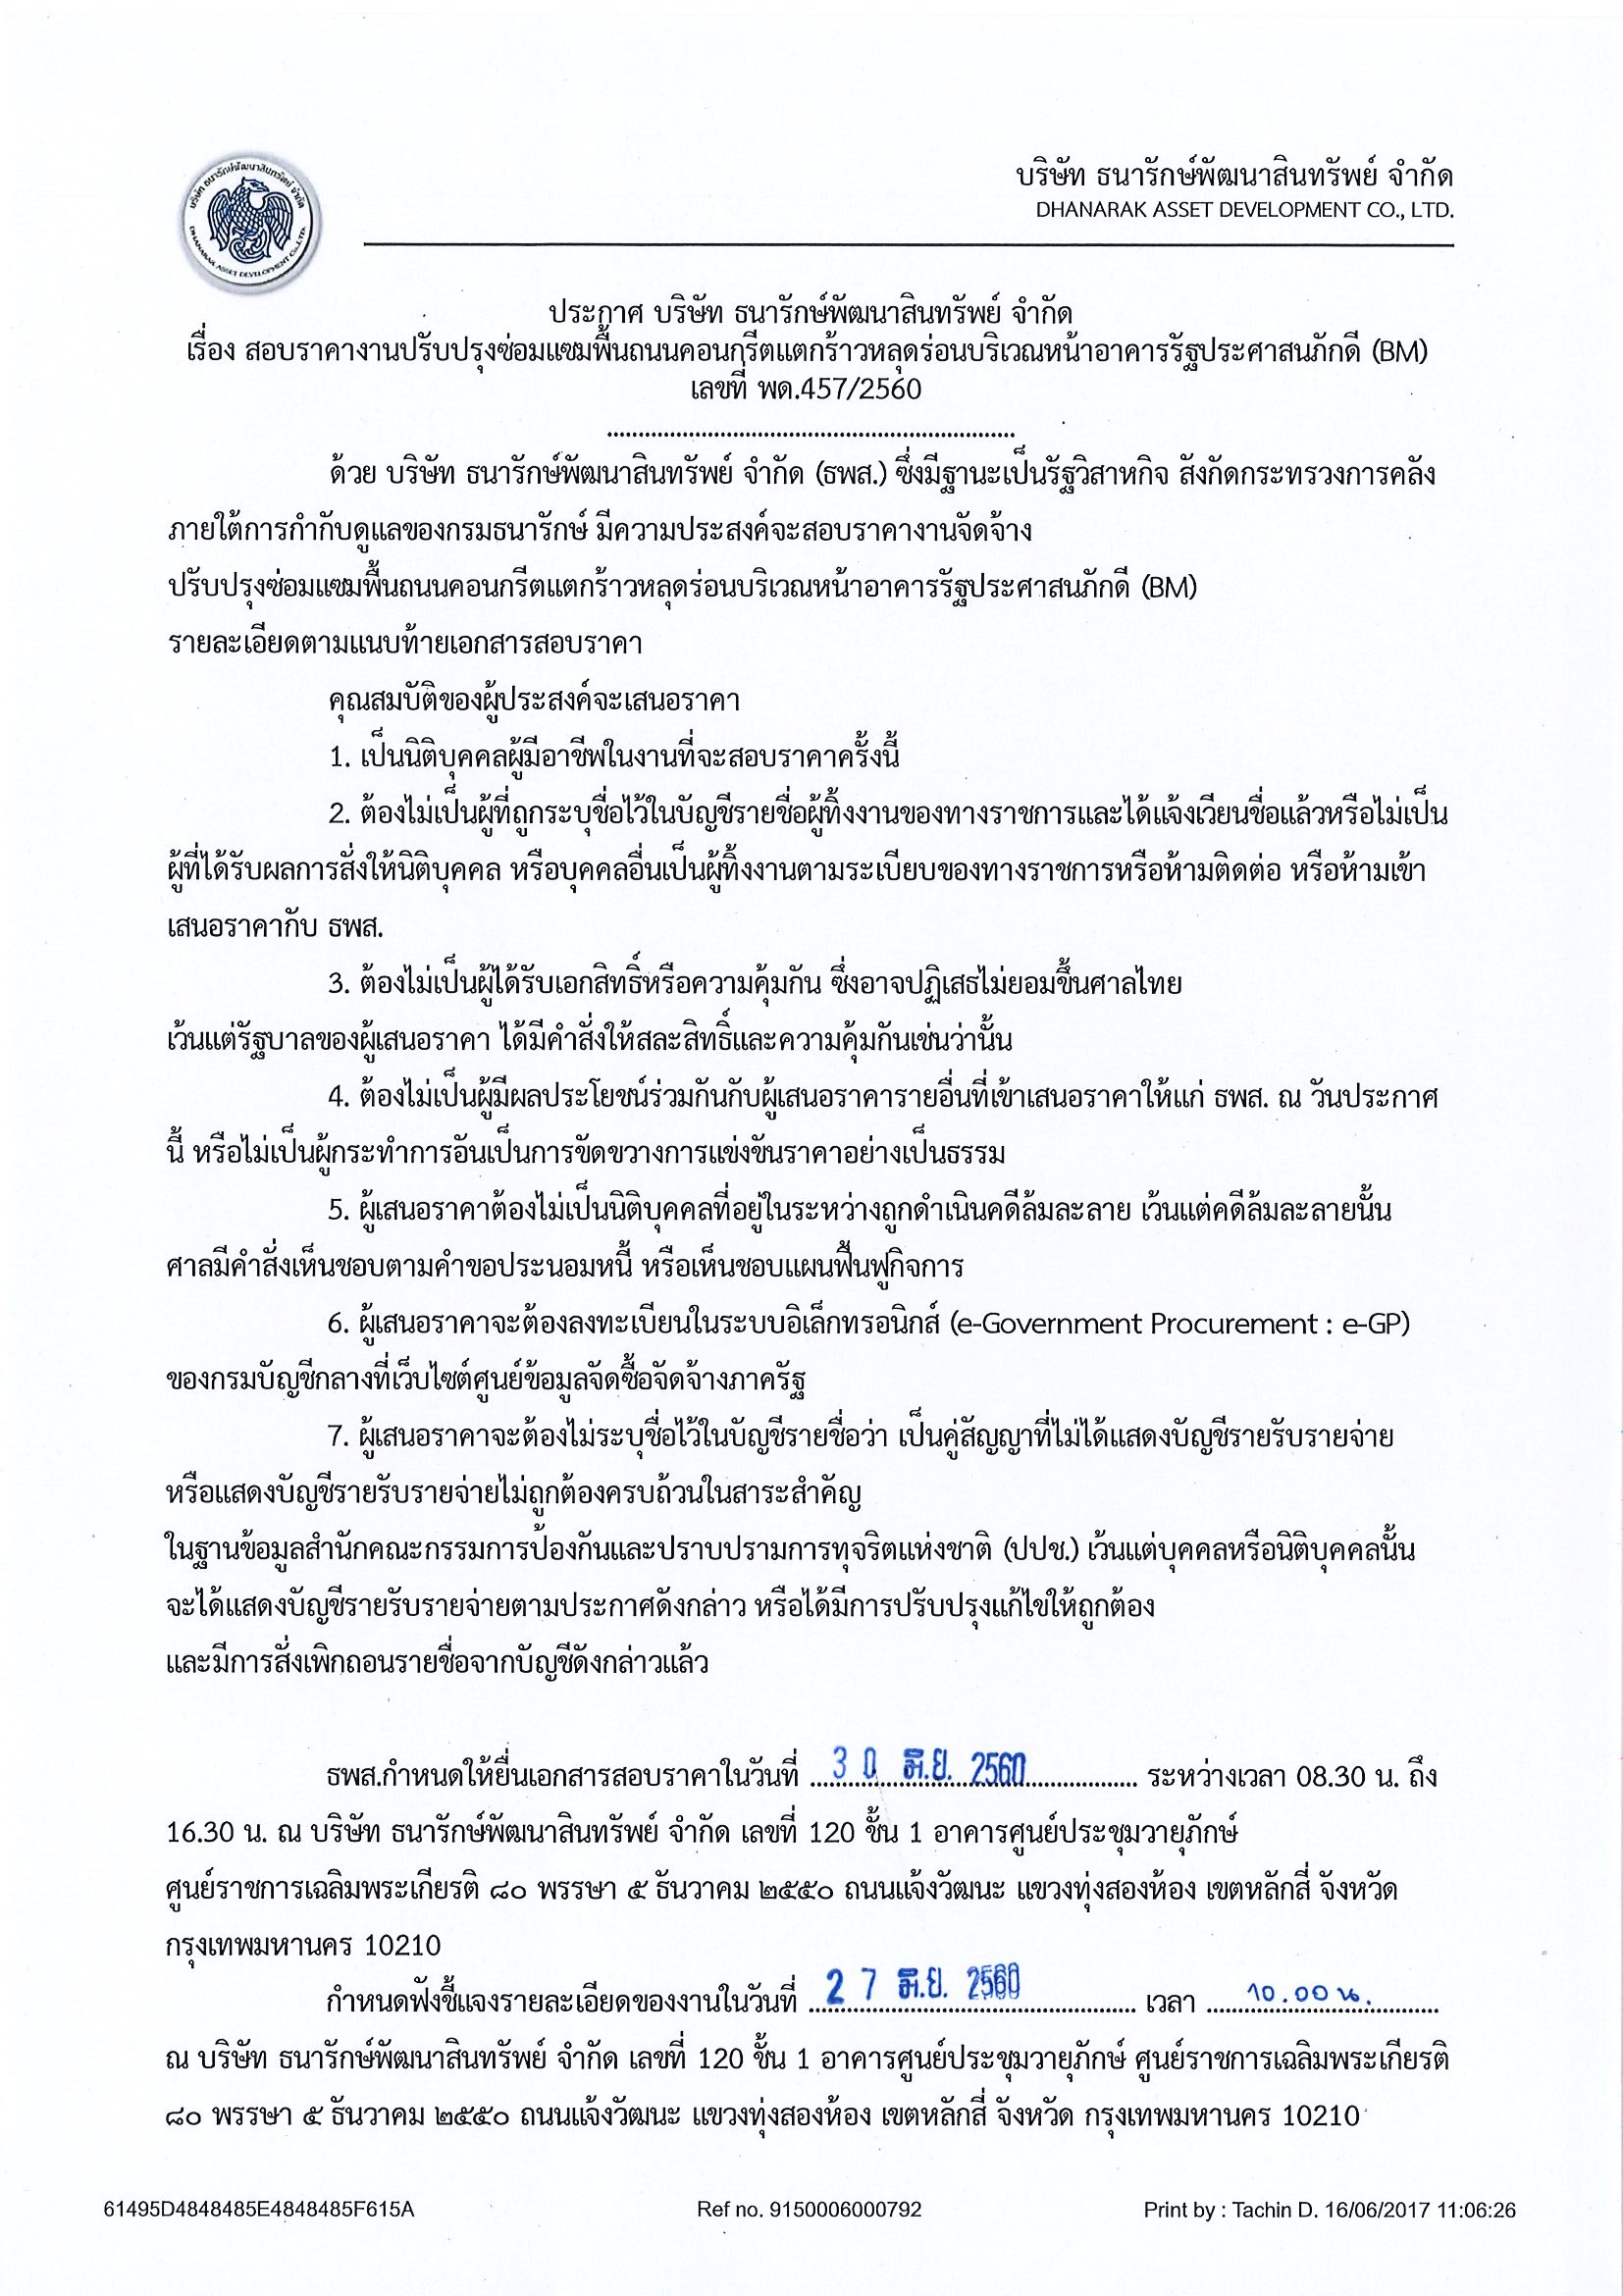 บริษัท ธนารักษ์พัฒนาสินทรัพย์ จำกัด
DHANARAK ASSET DEVELOPMENT CO., LTD.
บริษัท ธนารักษ์พัฒนาสินทรัพย์ จำกัด
DHANARAK ASSET DEVELOPMENT CO.,LTD.
ประกาศ บริษัท ธนารักษ์พัฒนาสินทรัพย์ จำกัด
เรื่อง สอบราคางานปรับปรุงซ่อมแซมพื้นถนนคอนกรีตแตกร้าวหลุดร่อนบริเวณหน้าอาคารรัฐประศาสนภักดี (BM)
เลขที่ พด.457/2560
ด้วย บริษัท ธนารักษ์พัฒนาสินทรัพย์ จำกัด (ธพส.) ซึ่งมีฐานะเป็นรัฐวิสาหกิจ สังกัดกระทรวงการคลัง
ภายใต้การกำกับดูแลของกรมธนารักษ์ มีความประสงค์จะสอบราคางานจัดจ้าง
ปรับปรุงซ่อมแซมพื้นถนนคอนกรีตแตกร้าวหลุดร่อนบริเวณหน้าอาคารรัฐประศาสนภักดี (BM)
รายละเอียดตามแนบท้ายเอกสารสอบราคา
คุณสมบัติของผู้ประสงค์จะเสนอราคา
1. เป็นนิติบุคคลผู้มีอาชีพในงานที่จะสอบราคาครั้งนี้
2. ต้องไม่เป็นผู้ที่ถูกระบุชื่อไว้ในบัญชีรายชื่อผู้ทิ้งงานของทางราชการและได้แจ้งเวียนชื่อแล้วหรือไม่เป็น
ผู้ที่ได้รับผลการสั่งให้นิติบุคคล หรือบุคคลอื่นเป็นผู้ทิ้งงานตามระเบียบของทางราชการหรือห้ามติดต่อ หรือห้ามเข้า
เสนอราคากับ ธพส.
3. ต้องไม่เป็นผู้ได้รับเอกสิทธิ์หรือความคุ้มกัน ซึ่งอาจปฏิเสธไม่ยอมขึ้นศาลไทย
เว้นแต่รัฐบาลของผู้เสนอราคา ได้มีคำสั่งให้สละสิทธิ์และความคุ้มกันเช่นว่านั้น
4. ต้องไม่เป็นผู้มีผลประโยชน์ร่วมกันกับผู้เสนอราคารายอื่นที่เข้าเสนอราคาให้แก่ ธพส. ณ วันประกาศ
นี้ หรือไม่เป็นผู้กระทำการอันเป็นการขัดขวางการแข่งขันราคาอย่างเป็นธรรม
5. ผู้เสนอราคาต้องไม่เป็นนิติบุคคลที่อยู่ในระหว่างถูกดำเนินคดีล้มละลาย เว้นแต่คดีล้มละลายนั้น
ศาลมีคำสั่งเห็นชอบตามคำขอประนอมหนี้ หรือเห็นชอบแผนฟื้นฟูกิจการ
6. ผู้เสนอราคาจะต้องลงทะเบียนในระบบอิเล็กทรอนิกส์ (e-Government Procurement : e-GP)
ของกรมบัญชีกลางที่เว็บไซต์ศูนย์ข้อมูลจัดซื้อจัดจ้างภาครัฐ
7. ผู้เสนอราคาจะต้องไม่ระบุชื่อไว้ในบัญชีรายชื่อว่า เป็นคู่สัญญาที่ไม่ได้แสดงบัญชีรายรับรายจ่าย
หรือแสดงบัญชีรายรับรายจ่ายไม่ถูกต้องครบถ้วนในสาระสำคัญ
ในฐานข้อมูลสำนักคณะกรรมการป้องกันและปราบปรามการทุจริตแห่งชาติ (ปปช.) เว้นแต่บุคคลหรือนิติบุคคลนั้น
จะได้แสดงบัญชีรายรับรายจ่ายตามประกาศดังกล่าว หรือได้มีการปรับปรุงแก้ไขให้ถูกต้อง
และมีการสั่งเพิกถอนรายชื่อจากบัญชีดังกล่าวแล้ว
ธพส.กำหนดให้ยื่นเอกสารสอบราคาในวันที่ 30 มิ.ย. 2560 ระหว่างเวลา 08.30 น. ถึง
16.30 น. ณ บริษัท ธนารักษ์พัฒนาสินทรัพย์ จำกัด เลขที่ 120 ชั้น 1 อาคารศูนย์ประชุมวายุภักษ์
ศูนย์ราชการเฉลิมพระเกียรติ ๘๐ พรรษา ๕ ธันวาคม ๒๕๕๐ ถนนแจ้งวัฒนะ แขวงทุ่งสองห้อง เขตหลักสี่ จังหวัด
กรุงเทพมหานคร 10210
กำหนดฟังชี้แจงรายละเอียดของงานในวันที่ 27 มิ.ย. 2560 เวลา 10.00 น.
ณ บริษัท ธนารักษ์พัฒนาสินทรัพย์ จำกัด เลขที่ 120 ชั้น 1 อาคารศูนย์ประชุมวายุภักษ์ ศูนย์ราชการเฉลิมพระเกียรติ
๘๐ พรรษา ๕ ธันวาคม ๒๕๕๐ ถนนแจ้งวัฒนะ แขวงทุ่งสองห้อง เขตหลักสี่ จังหวัด กรุงเทพมหานคร 10210
61495D4848485E4848485F615A Ref no. 9150006000792 Print by : Tachin D. 16/06/2017 11:06:26